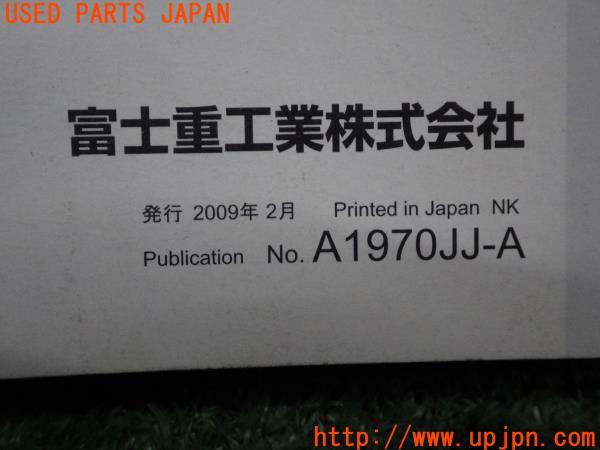 USED PARTS JAPAN
富士重工業株式会社
発行 2009年 2月 Printed in Japan NK
Publication No. A1970JJ-A
http://www.upjpn.com/